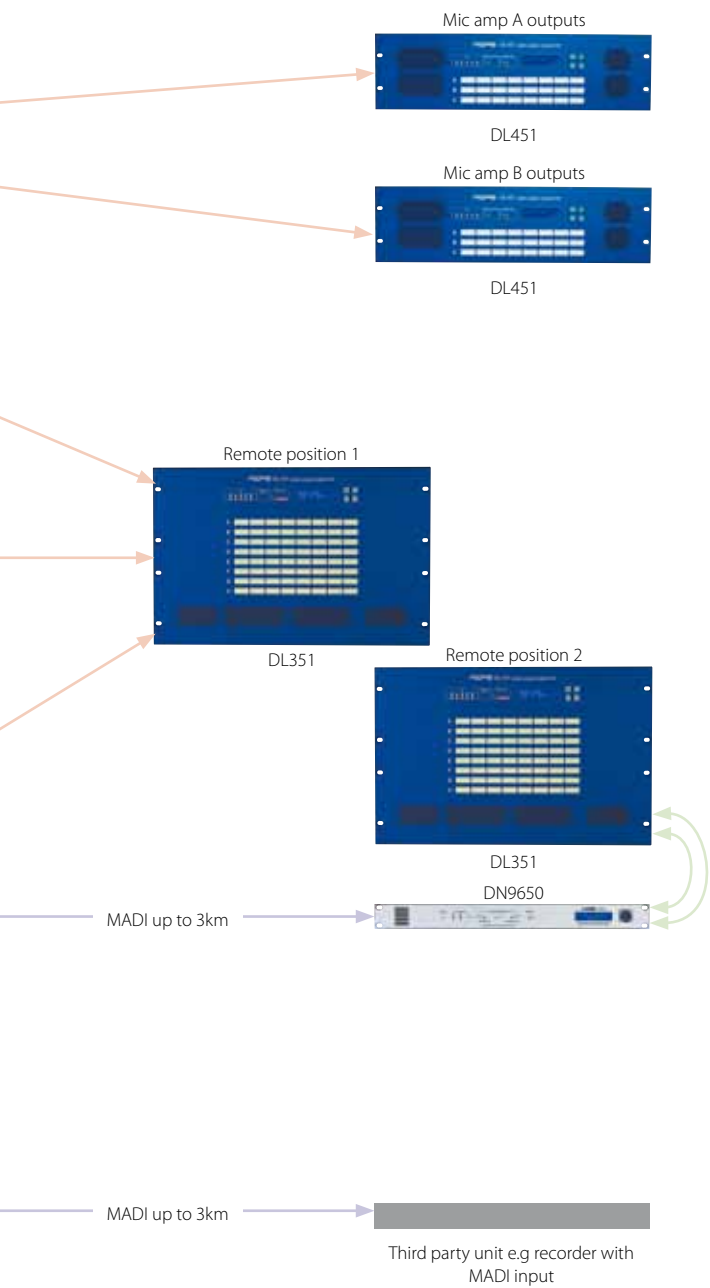 Mic amp A outputs
DL451
Mic amp B outputs
DL451
Remote position 1
DL351
Remote position 2
DL351
DN9650
MADI up to 3km
MADI up to 3km
Third party unit e.g recorder with
MADI input